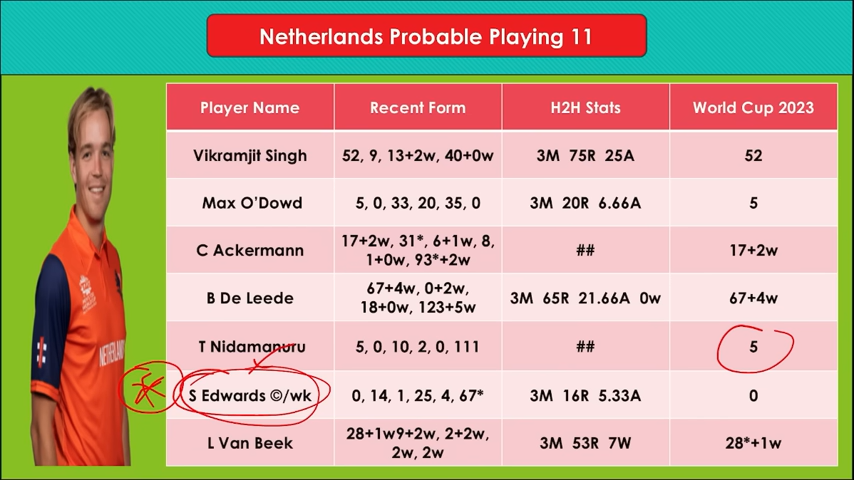 Netherlands Probable Playing 11
Player Name Recent Form H2H Stats World Cup 2023
Vikramjit Singh 52, 9, 13+2w, 40+0w 3M 75R 25A 52
Max O’Dowd 5, 0, 33, 20, 35, 0 3M 20R 6.66A 5
C Ackermann 17+2w, 31*, 6+1w, 8, 1+0w, 93*+2w ## 17+2w
B De Leede 67+4w, 0+2w, 18+0w, 123+5w 3M 65R 21.66A 0w 67+4w
T Nidamanuru 5, 0, 10, 2, 0, 111 ## 5
S Edwards ©/wk 0, 14, 1, 25, 4, 67* 3M 16R 5.33A 0
L Van Beek 28+1w9+2w, 2+2w, 2w, 2w 3M 53R 7W 28*+1w